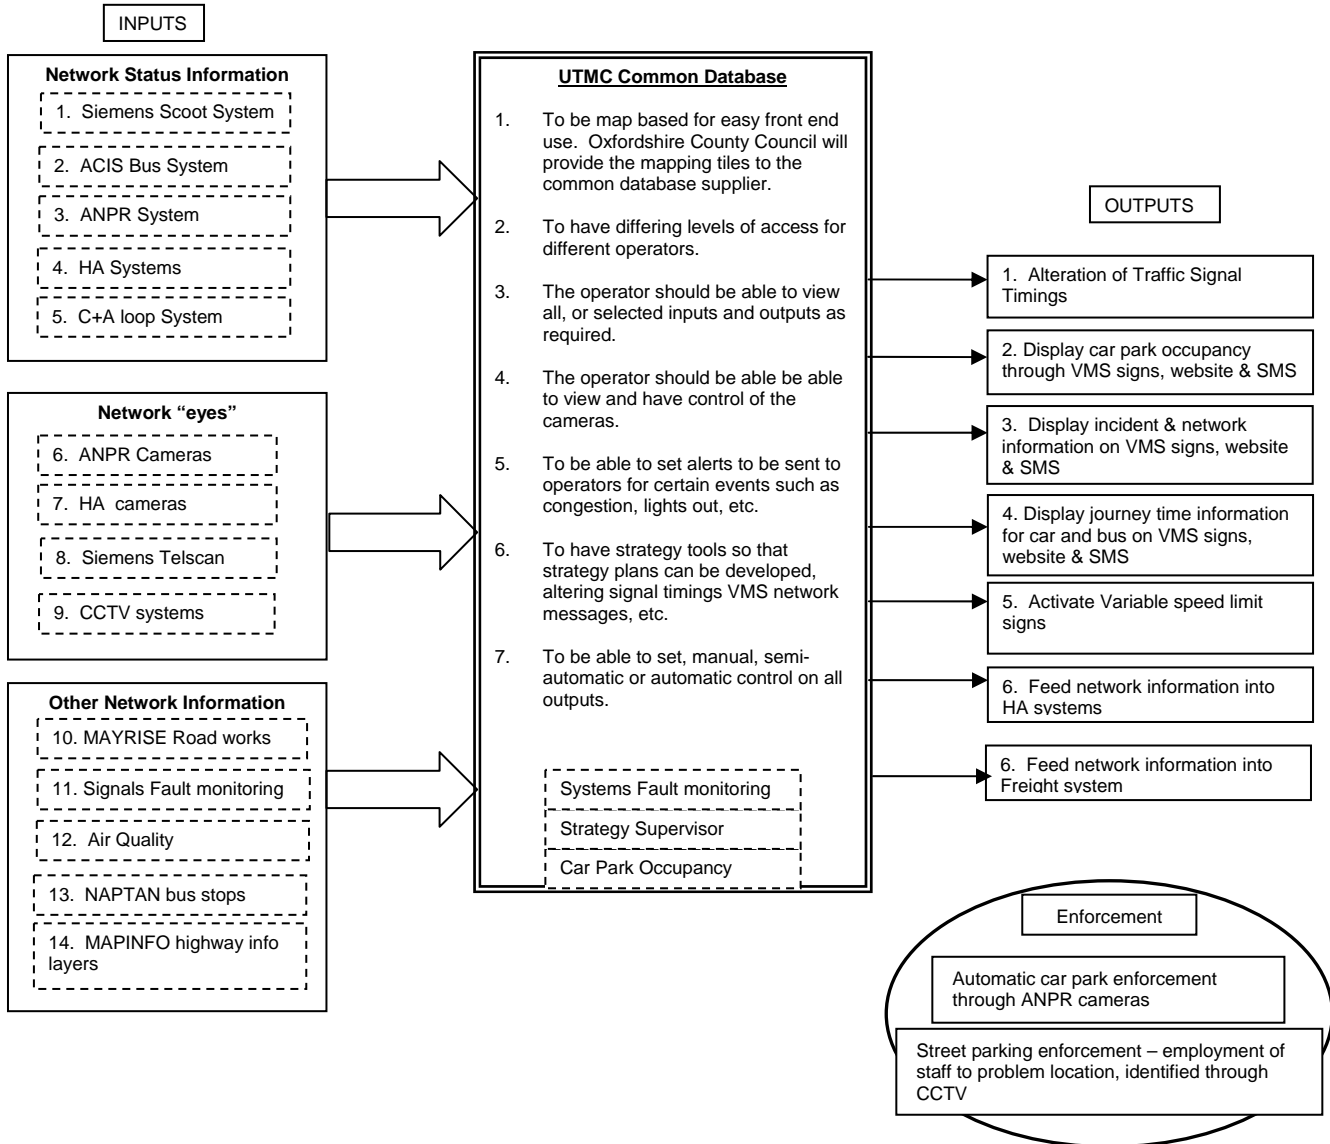 INPUTS
Network Status Information
1. Siemens Scoot System
2. ACIS Bus System
3. ANPR System
4. HA Systems
5. C+A loop System
Network “eyes”
6. ANPR Cameras
7. HA cameras
8. Siemens Telscan
9. CCTV systems
Other Network Information
10. MAYRISE Road works
11. Signals Fault monitoring
12. Air Quality
13. NAPTAN bus stops
14. MAPINFO highway info
layers
UTMC Common Database
1. To be map based for easy front end
use. Oxfordshire County Council will
provide the mapping tiles to the
common database supplier.
2. To have differing levels of access for
different operators.
3. The operator should be able to view
all, or selected inputs and outputs as
required.
4. The operator should be able be able
to view and have control of the
cameras.
5. To be able to set alerts to be sent to
operators for certain events such as
congestion, lights out, etc.
6. To have strategy tools so that
strategy plans can be developed,
altering signal timings VMS network
messages, etc.
7. To be able to set, manual, semi-
automatic or automatic control on all
outputs.
Systems Fault monitoring
Strategy Supervisor
Car Park Occupancy
OUTPUTS
1. Alteration of Traffic Signal
Timings
2. Display car park occupancy
through VMS signs, website & SMS
3. Display incident & network
information on VMS signs, website
& SMS
4. Display journey time information
for car and bus on VMS signs,
website & SMS
5. Activate Variable speed limit
signs
6. Feed network information into
HA systems
6. Feed network information into
Freight system
Enforcement
Automatic car park enforcement
through ANPR cameras
Street parking enforcement – employment of
staff to problem location, identified through
CCTV